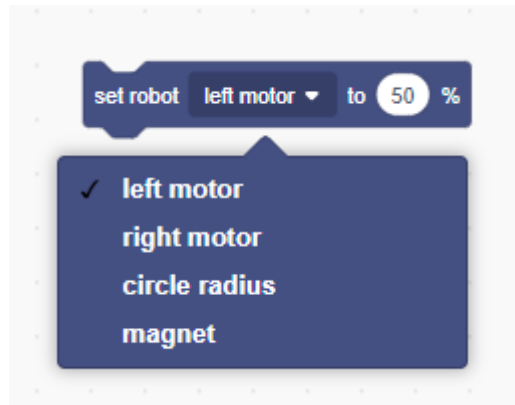 set robot left motor to 50 %
left motor
right motor
circle radius
magnet